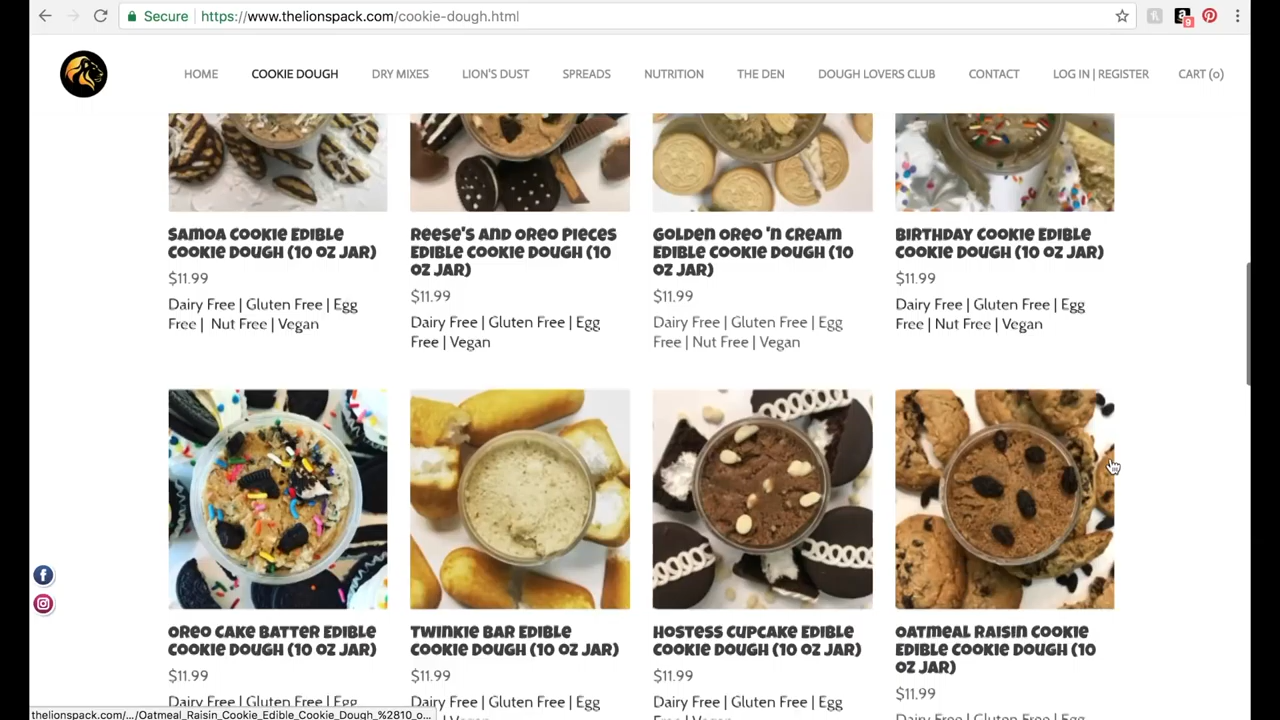 Secure
https://www.thelionspack.com/cookie-dough.html
9
HOME COOKIE DOUGH DRY MIXES LION'S DUST SPREADS NUTRITION THE DEN DOUGH LOVERS CLUB CONTACT LOG IN | REGISTER CART (0)
Samoa Cookie Edible
Cookie Dough (10 oz Jar)
$11.99
Dairy Free | Gluten Free | Egg
Free | Nut Free | Vegan
Reese's and Oreo Pieces
Edible Cookie Dough (10
oz Jar)
$11.99
Dairy Free | Gluten Free | Egg
Free | Vegan
Golden Oreo 'n Cream
Edible Cookie Dough (10
oz Jar)
$11.99
Dairy Free | Gluten Free | Egg
Free | Nut Free | Vegan
Birthday Cookie Edible
Cookie Dough (10 oz Jar)
$11.99
Dairy Free | Gluten Free | Egg
Free | Nut Free | Vegan
Oreo Cake Batter Edible
Cookie Dough (10 oz Jar)
$11.99
Dairy Free | Gluten Free | Egg
Twinkie Bar Edible
Cookie Dough (10 oz Jar)
$11.99
Dairy Free | Gluten Free | Egg
Hostess Cupcake Edible
Cookie Dough (10 oz Jar)
$11.99
Dairy Free | Gluten Free | Egg
Oatmeal Raisin Cookie
Edible Cookie Dough (10
oz Jar)
$11.99
Dairy Free | Gluten Free | Egg
thelionspack.com/.../Oatmeal_Raisin_Cookie_Edible_Cookie_Dough_%2810_o...